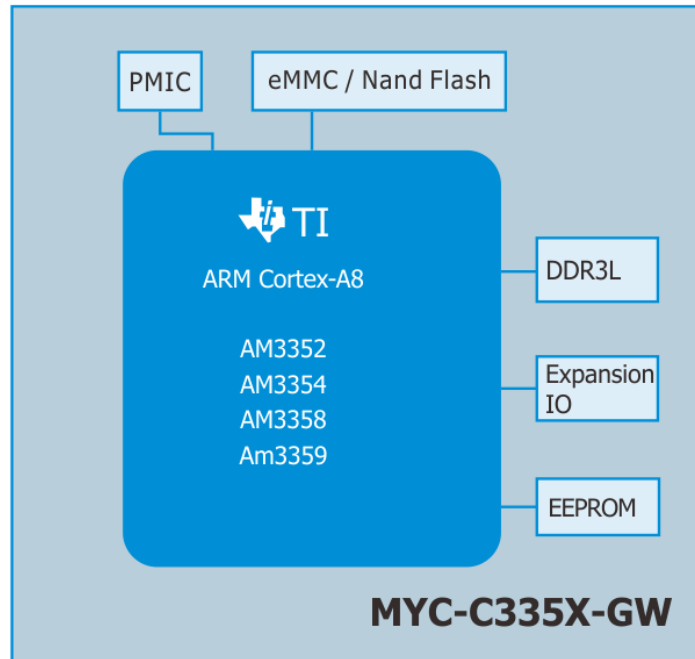 PMIC
eMMC / Nand Flash
TI
ARM Cortex-A8
AM3352
AM3354
AM3358
Am3359
DDR3L
Expansion
IO
EEPROM
MYC-C335X-GW